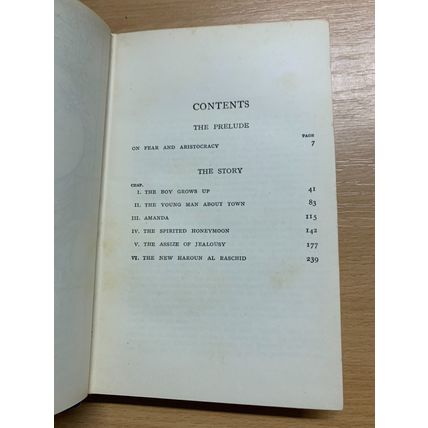 CONTENTS
THE PRELUDE
PAGE
ON FEAR AND ARISTOCRACY 7
THE STORY
CHAP.
I. THE BOY GROWS UP 41
II. THE YOUNG MAN ABOUT TOWN 83
III. AMANDA 115
IV. THE SPIRITED HONEYMOON 142
V. THE ASSIZE OF JEALOUSY 177
VI. THE NEW HAROUN AL RASCHID 239